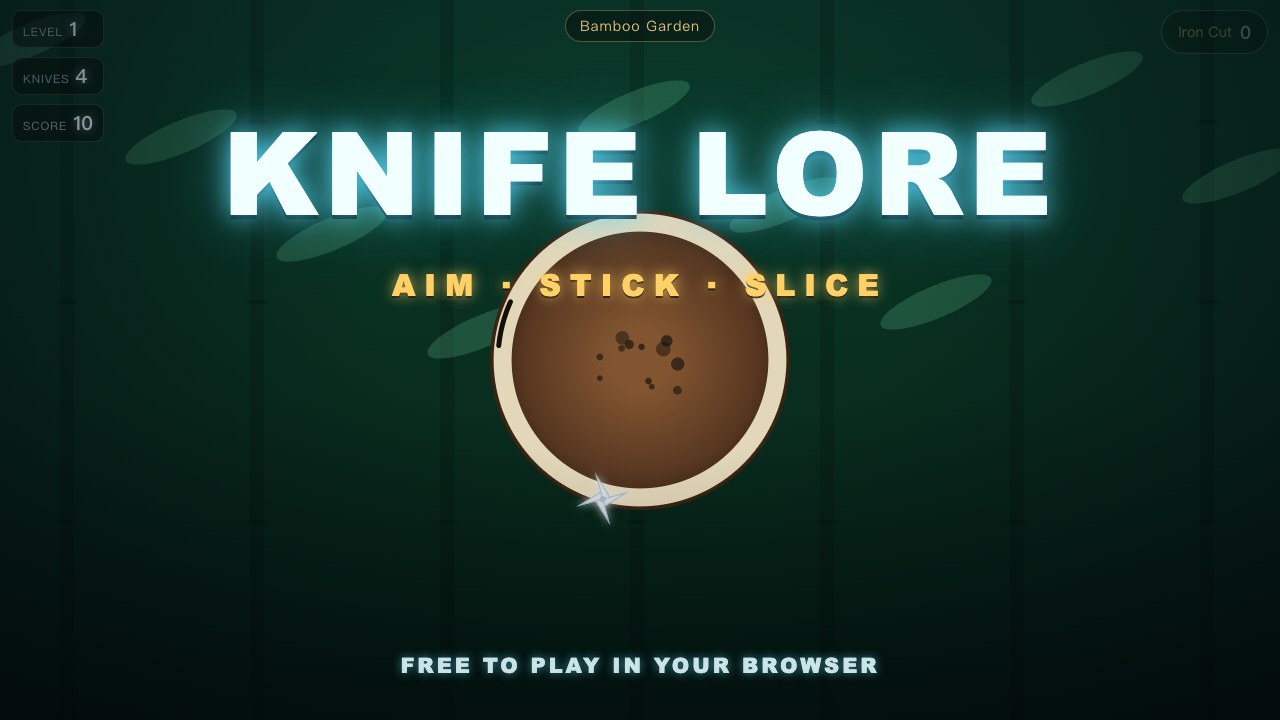 LEVEL 1
Bamboo Garden
Iron Cut 0
KNIVES 4
SCORE 10
KNIFE LORE
AIM · STICK · SLICE
FREE TO PLAY IN YOUR BROWSER